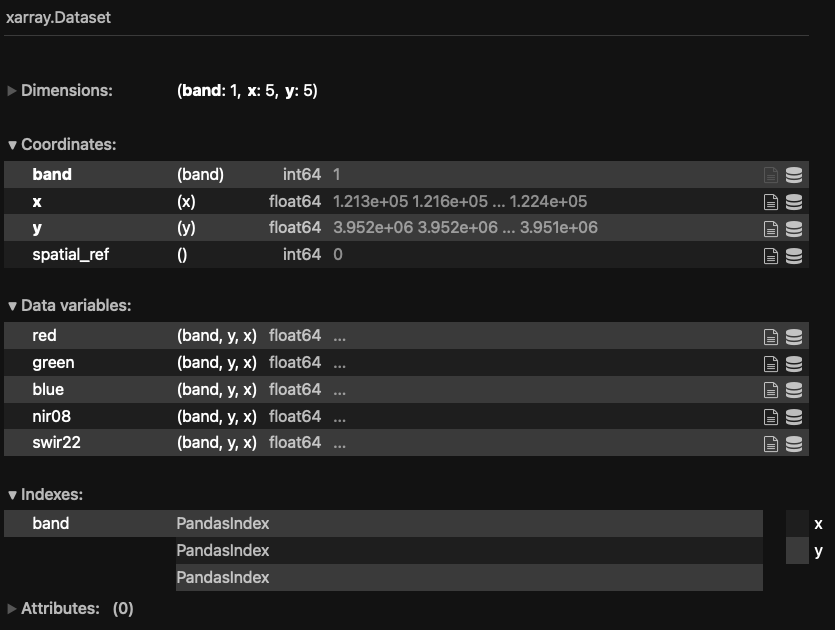 xarray.Dataset
▶ Dimensions: (band: 1, x: 5, y: 5)
▼ Coordinates:
band (band) int64 1
x (x) float64 1.213e+05 1.216e+05 ... 1.224e+05
y (y) float64 3.952e+06 3.952e+06 ... 3.951e+06
spatial_ref () int64 0
▼ Data variables:
red (band, y, x) float64 ...
green (band, y, x) float64 ...
blue (band, y, x) float64 ...
nir08 (band, y, x) float64 ...
swir22 (band, y, x) float64 ...
▼ Indexes:
band PandasIndex x
PandasIndex y
PandasIndex
▶ Attributes: (0)